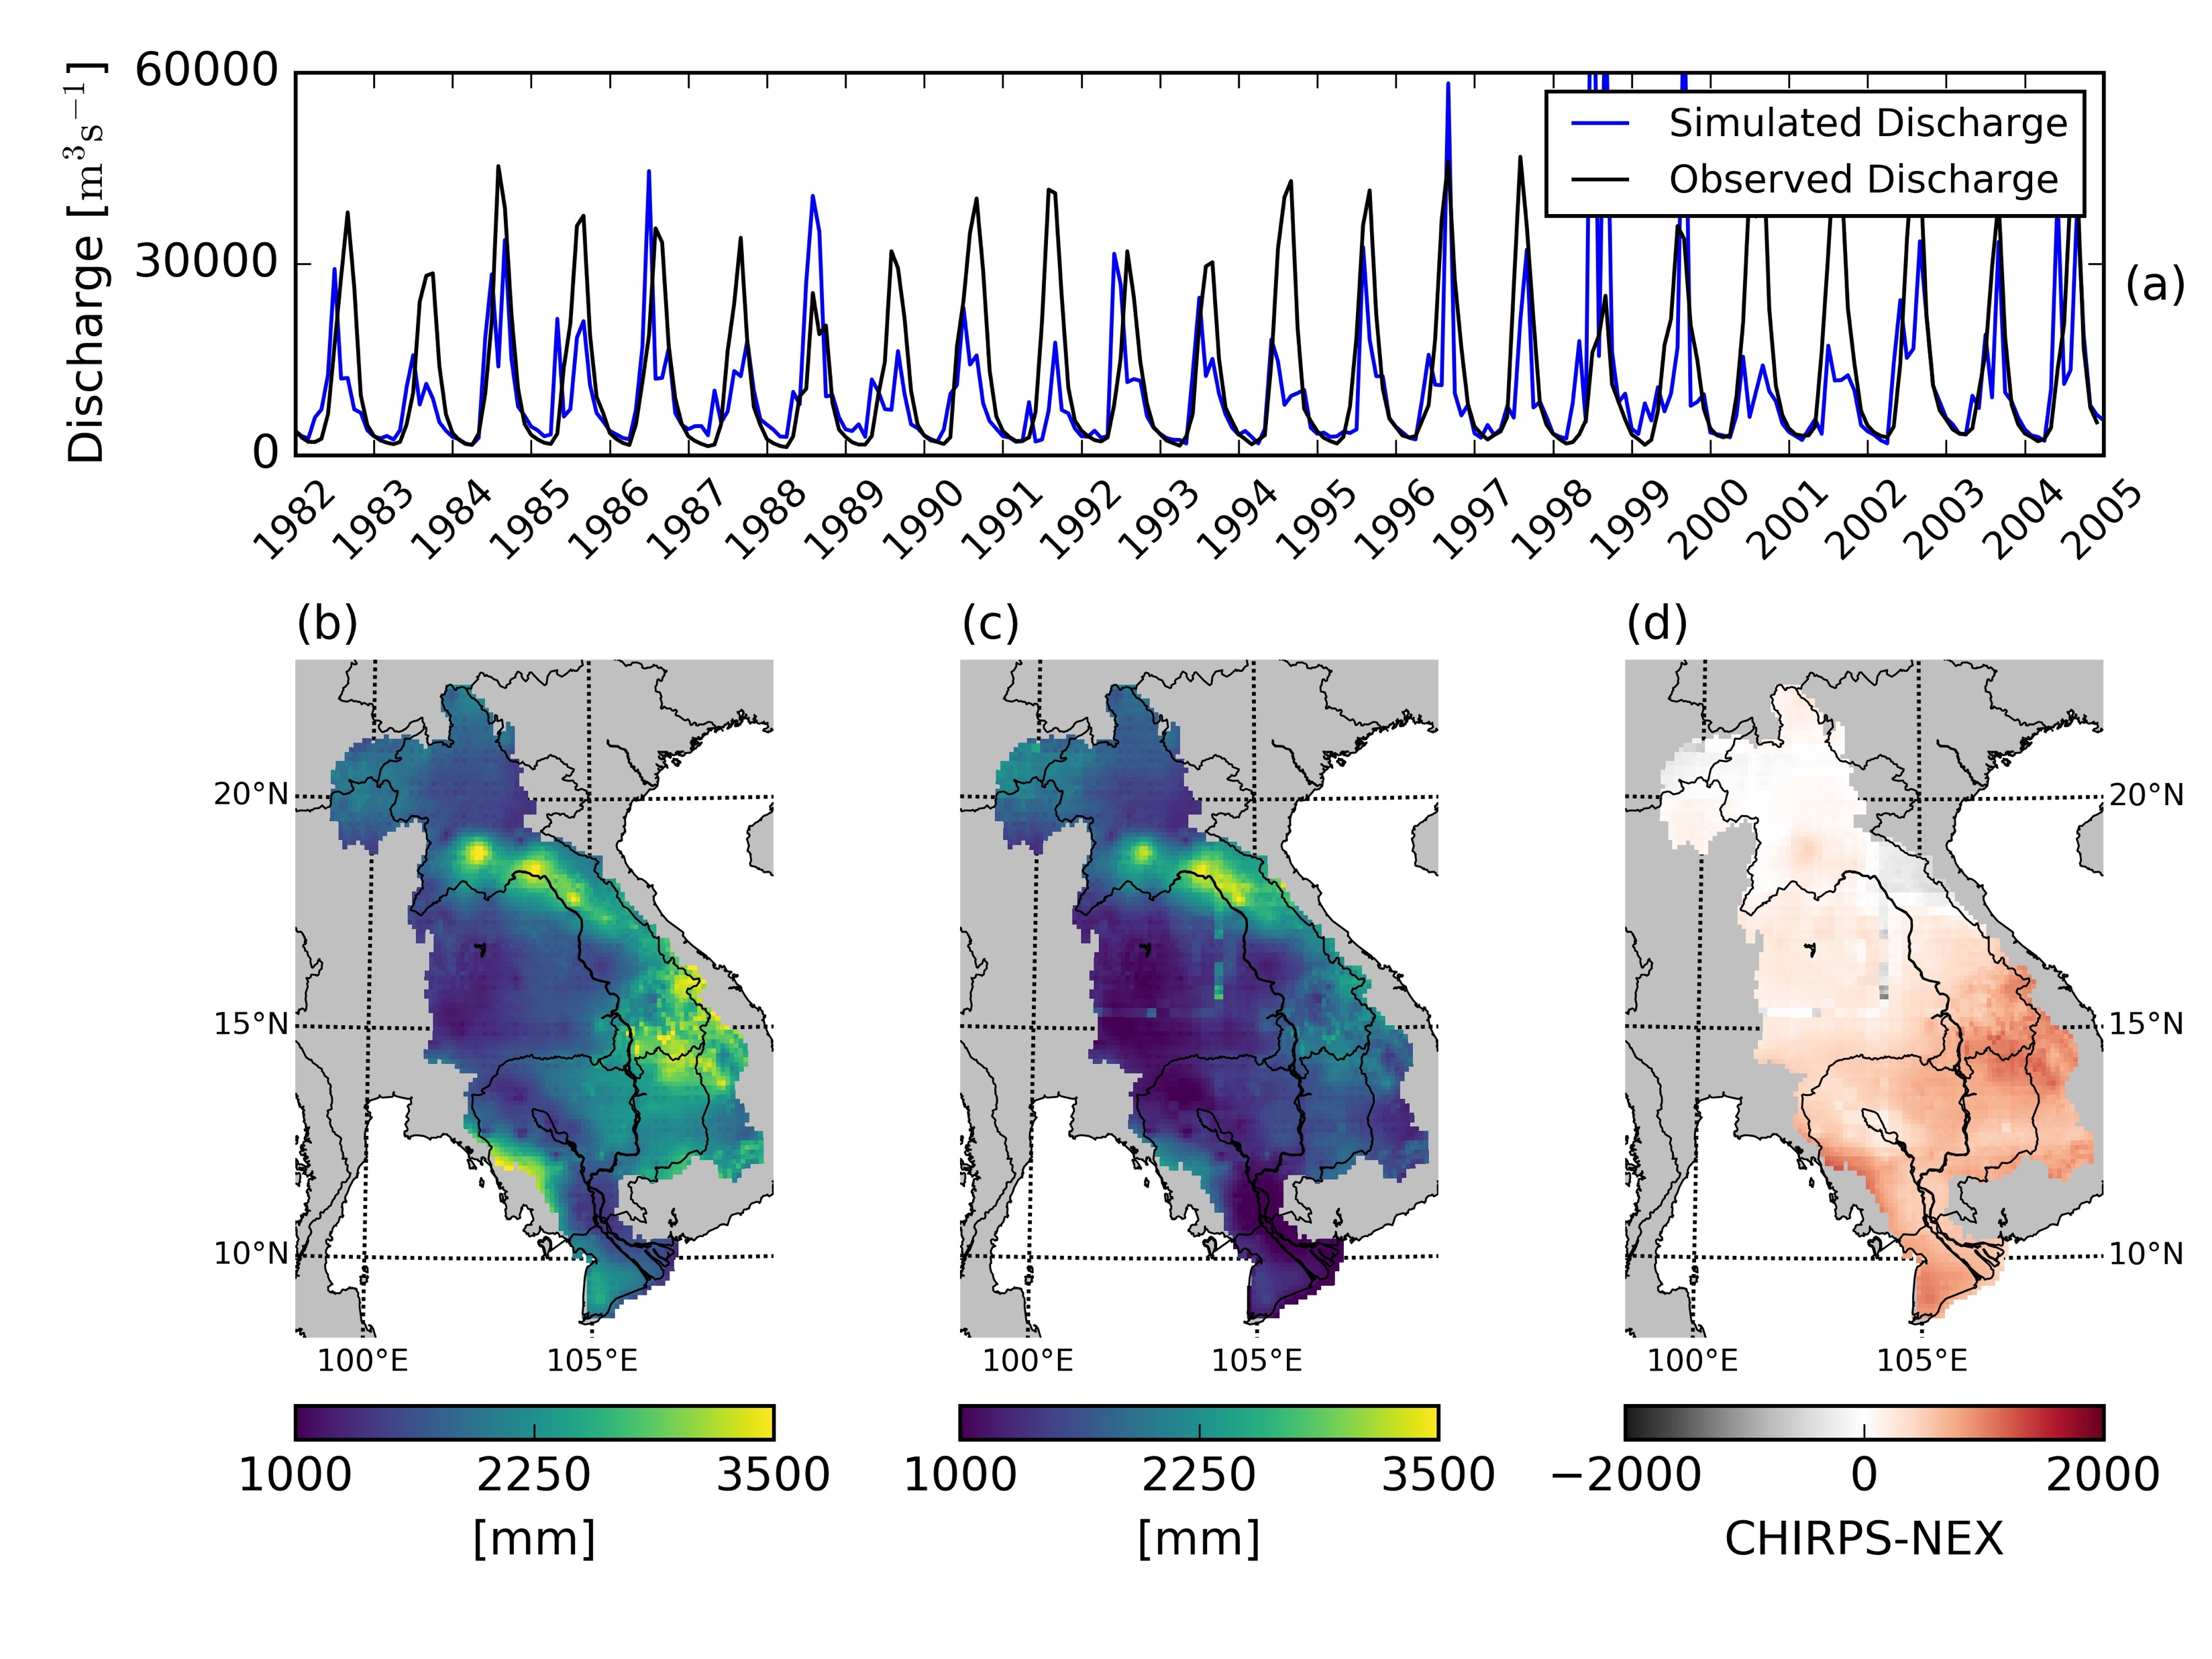 60000
30000
0
Discharge [m³s⁻¹]
Simulated Discharge
Observed Discharge
(a)
1982 1983 1984 1985 1986 1987 1988 1989 1990 1991 1992 1993 1994 1995 1996 1997 1998 1999 2000 2001 2002 2003 2004 2005
(b) (c) (d)
20°N 20°N
15°N 15°N
10°N 10°N
100°E 105°E 100°E 105°E 100°E 105°E
1000 2250 3500 1000 2250 3500 −2000 0 2000
[mm] [mm] CHIRPS-NEX